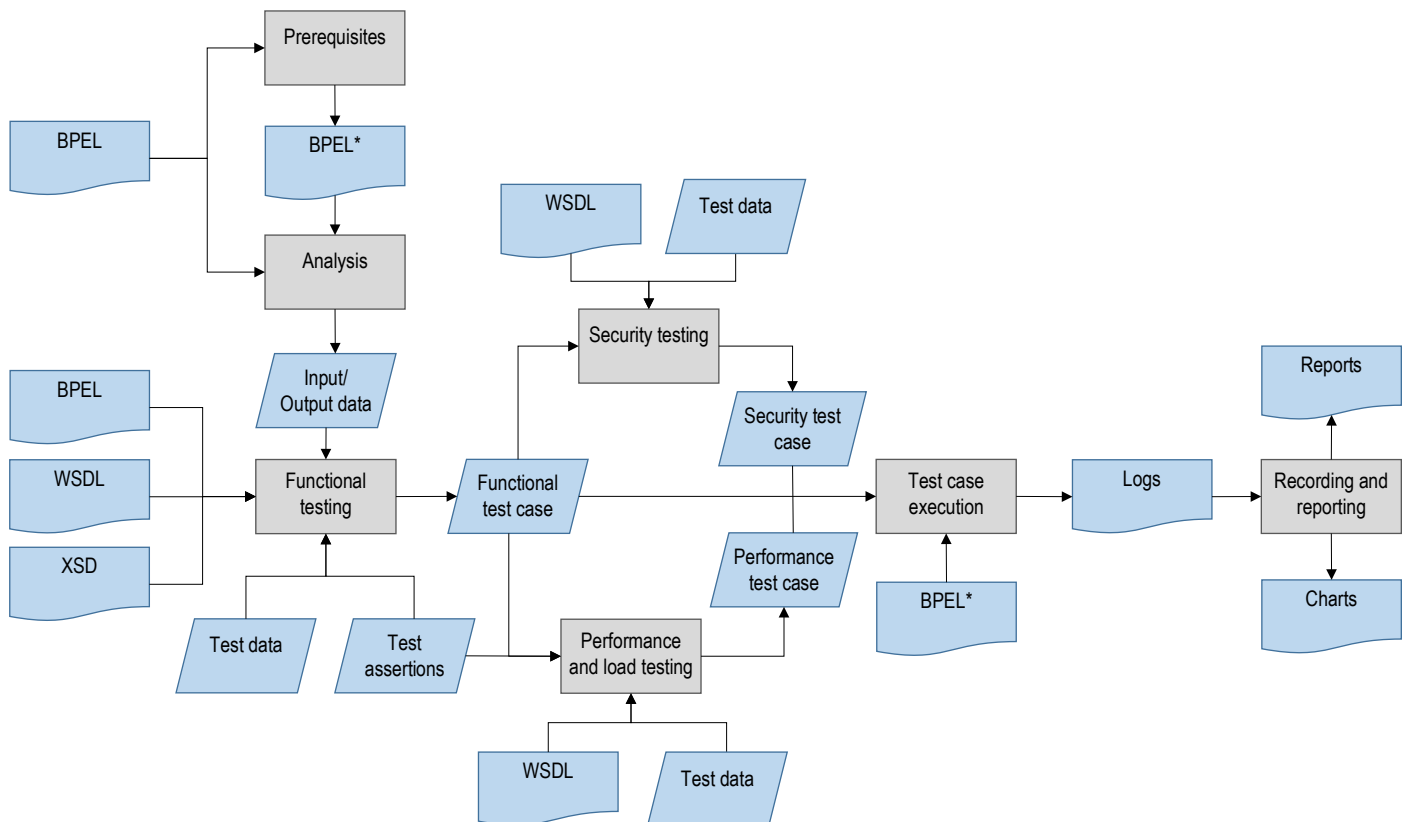 Prerequisites
BPEL
BPEL*
WSDL
Test data
Analysis
Security testing
Input/
Output data
Reports
BPEL
Security test
case
WSDL
Functional
testing
Functional
test case
Test case
execution
Logs
Recording and
reporting
XSD
Performance
test case
BPEL*
Charts
Test data
Test
assertions
Performance
and load testing
WSDL
Test data